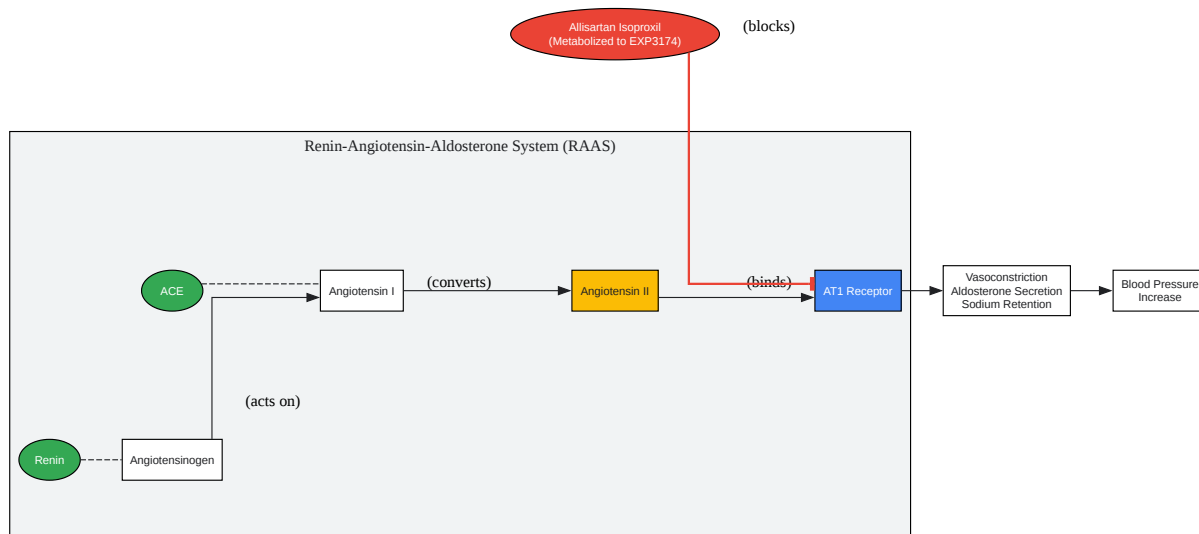 Allisartan Isoproxil
(Metabolized to EXP3174)
(blocks)
Renin-Angiotensin-Aldosterone System (RAAS)
ACE
Angiotensin I
(converts)
Angiotensin II
(binds)
AT1 Receptor
Vasoconstriction
Aldosterone Secretion
Sodium Retention
Blood Pressure
Increase
(acts on)
Renin
Angiotensinogen